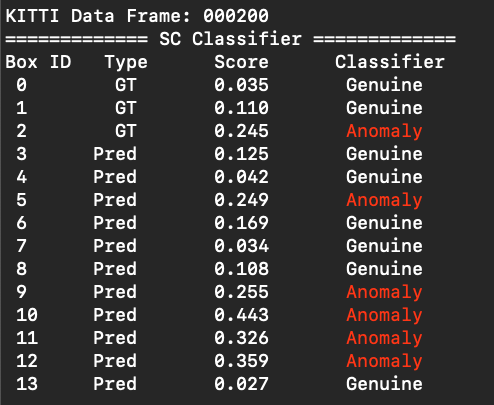 KITTI Data Frame: 000200
============= SC Classifier =============
Box ID Type Score Classifier
0 GT 0.035 Genuine
1 GT 0.110 Genuine
2 GT 0.245 Anomaly
3 Pred 0.125 Genuine
4 Pred 0.042 Genuine
5 Pred 0.249 Anomaly
6 Pred 0.169 Genuine
7 Pred 0.034 Genuine
8 Pred 0.108 Genuine
9 Pred 0.255 Anomaly
10 Pred 0.443 Anomaly
11 Pred 0.326 Anomaly
12 Pred 0.359 Anomaly
13 Pred 0.027 Genuine